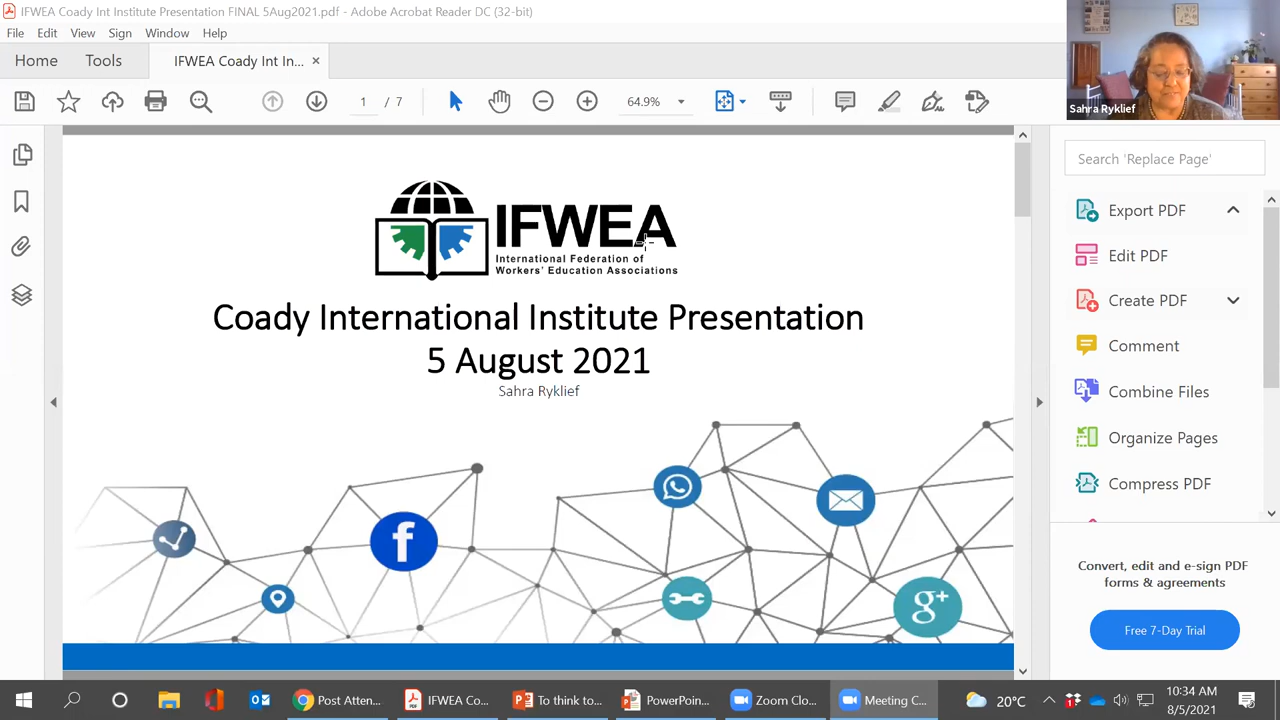 IFWEA Coady Int Institute Presentation FINAL 5Aug2021.pdf - Adobe Acrobat Reader DC (32-bit)
File Edit View Sign Window Help
Home Tools IFWEA Coady Int In... ×
1 / 7 64.9%
Sahra Ryklief
Search 'Replace Page'
Export PDF
Edit PDF
Create PDF
Comment
Combine Files
Organize Pages
Compress PDF
Convert, edit and e-sign PDF
forms & agreements
Free 7-Day Trial
IFWEA
International Federation of
Workers' Education Associations
Coady International Institute Presentation
5 August 2021
Sahra Ryklief
f
g+
Post Atten... IFWEA Co... To think to... PowerPoin... Zoom Clo... Meeting C... 20°C 10:34 AM
8/5/2021